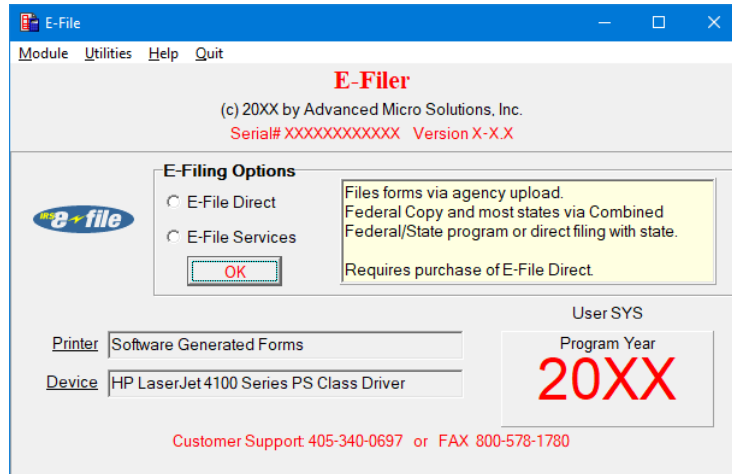 E-File
Module Utilities Help Quit
E-Filer
(c) 20XX by Advanced Micro Solutions, Inc.
Serial# XXXXXXXXXXXX Version X-X.X
E-Filing Options
E-File Direct
E-File Services
OK
Files forms via agency upload.
Federal Copy and most states via Combined
Federal/State program or direct filing with state.
Requires purchase of E-File Direct.
IRS e-file
User SYS
Printer Software Generated Forms
Device HP LaserJet 4100 Series PS Class Driver
Program Year
20XX
Customer Support 405-340-0697 or FAX 800-578-1780